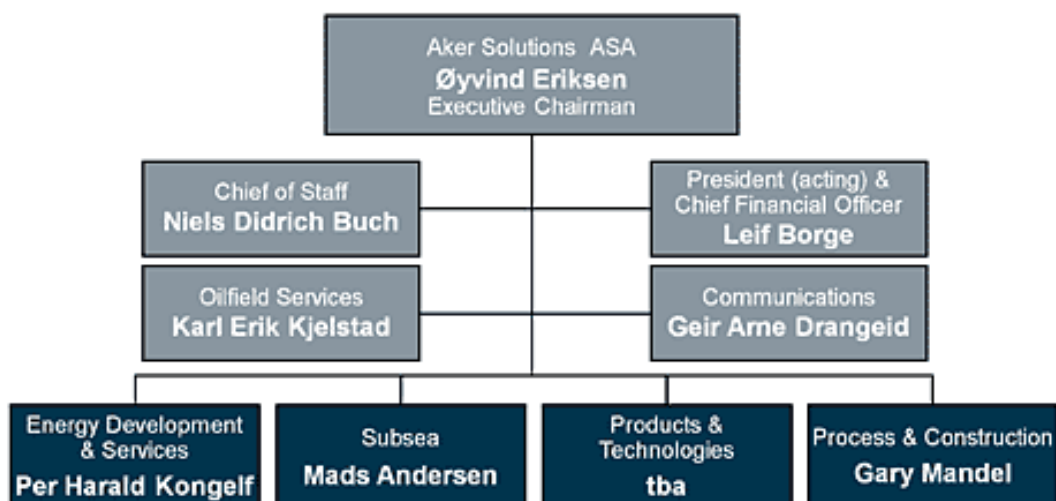 Aker Solutions ASA
Øyvind Eriksen
Executive Chairman
Chief of Staff
Niels Didrich Buch
President (acting) &
Chief Financial Officer
Leif Borge
Oilfield Services
Karl Erik Kjelstad
Communications
Geir Arne Drangeid
Energy Development
& Services
Per Harald Kongelf
Subsea
Mads Andersen
Products &
Technologies
tba
Process & Construction
Gary Mandel